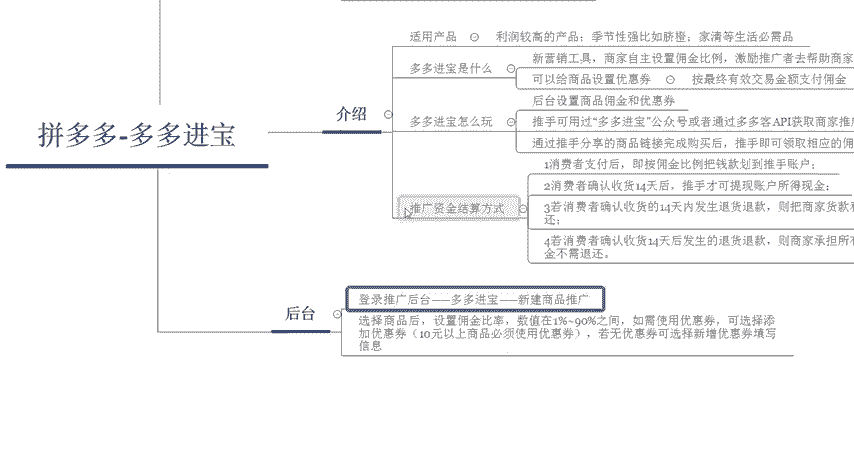 适用产品
利润较高的产品；季节性强比如脐橙；家清等生活必需品
多多进宝是什么
新营销工具，商家自主设置佣金比例，激励推广者去帮助商家
可以给商品设置优惠券
按最终有效交易金额支付佣金
介绍
拼多多-多多进宝
多多进宝怎么玩
后台设置商品佣金和优惠券
推手可用过“多多进宝”公众号或者通过多多客API获取商家推
通过推手分享的商品链接完成购买后，推手即可领取相应的佣
推广资金结算方式
1消费者支付后，即按佣金比例把钱款划到推手账户；
2消费者确认收货14天后，推手才可提现账户所得现金；
3若消费者确认收货的14天内发生退货退款，则把商家货款和
还；
4若消费者确认收货14天后发生的退货退款，则商家承担所有
金不需退还。
后台
登录推广后台——多多进宝——新建商品推广
选择商品后，设置佣金比率，数值在1%~90%之间，如需使用优惠券，可选择添
加优惠券（10元以上商品必须使用优惠券），若无优惠券可选择新增优惠券填写
信息